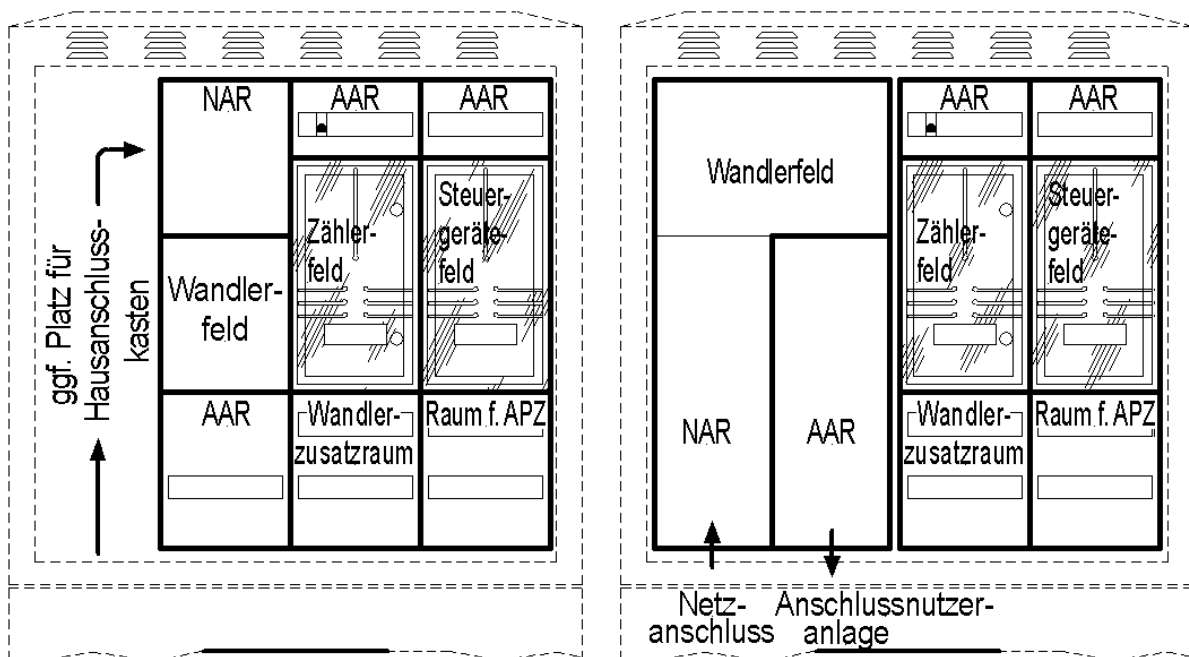 NAR
AAR
AAR
ggf. Platz für
Hausanschluss-
kasten
Zähler-
feld
Steuer-
geräte-
feld
Wandler-
feld
AAR
Wandler-
zusatzraum
Raum f. APZ
Wandlerfeld
AAR
AAR
Zähler-
feld
Steuer-
geräte-
feld
NAR
AAR
Wandler-
zusatzraum
Raum f. APZ
Netz-
anschluss
Anschlussnutzer-
anlage